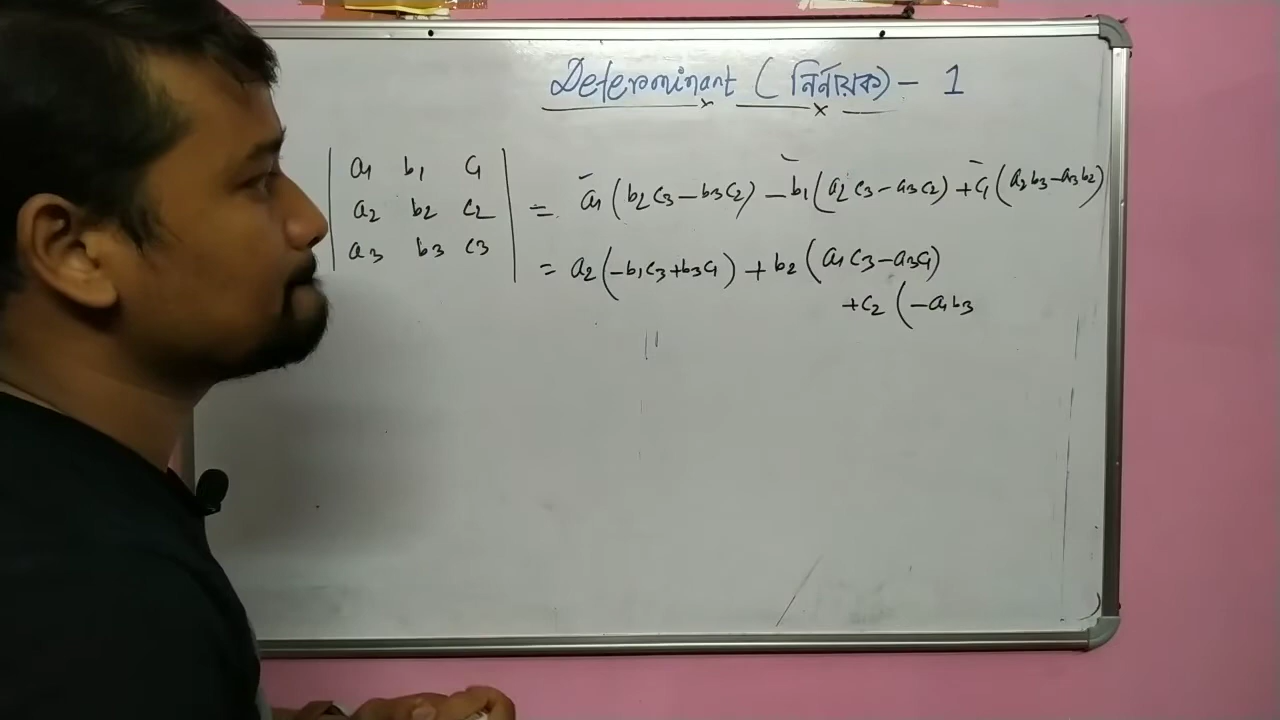 Determinant (নির্নায়ক) - 1
| a₁ b₁ c₁ |
| a₂ b₂ c₂ | = a₁(b₂c₃-b₃c₂) - b₁(a₂c₃-a₃c₂) + c₁(a₂b₃-a₃b₂)
| a₃ b₃ c₃ |
= a₂(-b₁c₃+b₃c₁) + b₂(a₁c₃-a₃c₁)
+c₂(-a₁b₃